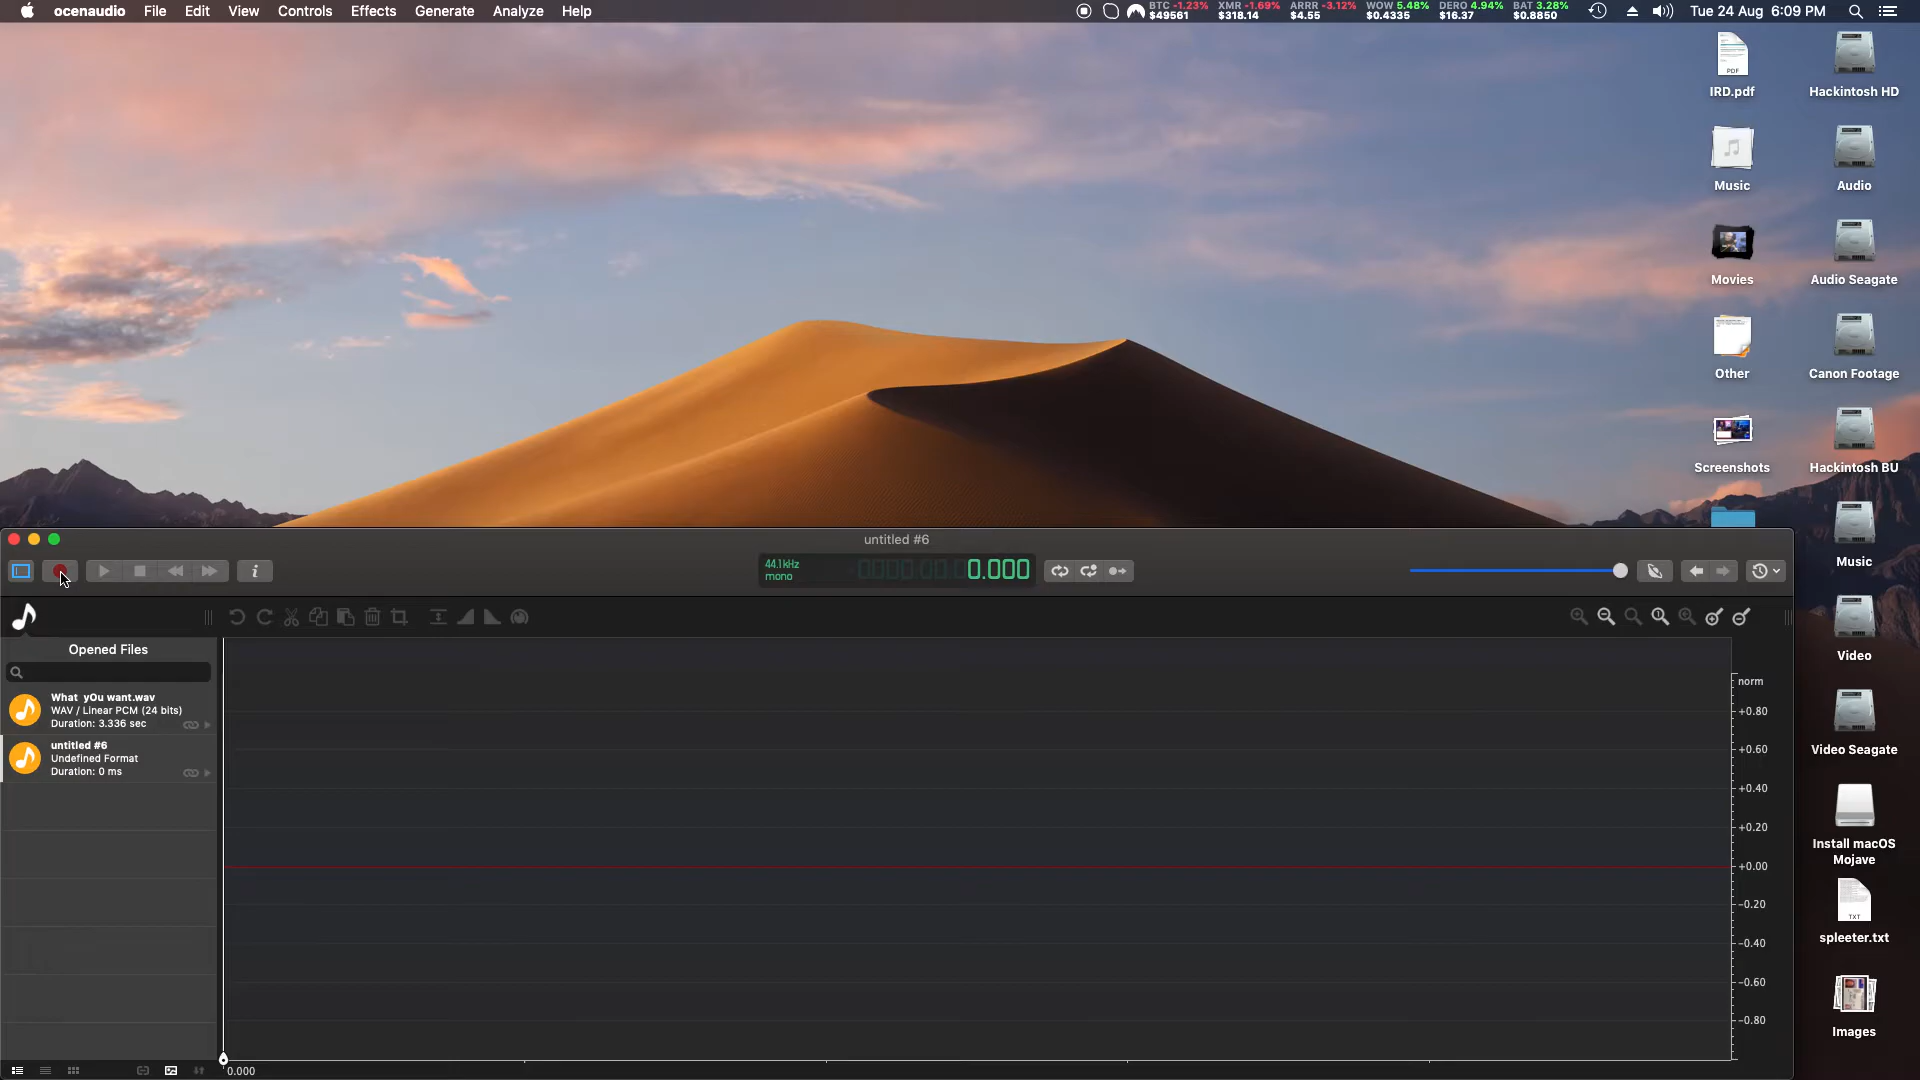 ocenaudio File Edit View Controls Effects Generate Analyze Help
BTC -1.23% XMR -1.69% ARRR -3.12% WOW 5.48% DERO 4.94% BAT 3.28%
$49561 $318.14 $4.55 $0.4335 $16.37 $0.8850
Tue 24 Aug 6:09 PM
PDF
IRD.pdf
Hackintosh HD
Music
Audio
Movies
Audio Seagate
Other
Canon Footage
Screenshots
Hackintosh BU
Music
Video
Video Seagate
Install macOS
Mojave
TXT
spleeter.txt
Images
untitled #6
44.1kHz
mono
0.000
Opened Files
What yOu want.wav
WAV / Linear PCM (24 bits)
Duration: 3.336 sec
untitled #6
Undefined Format
Duration: 0 ms
norm
+0.80
+0.60
+0.40
+0.20
+0.00
-0.20
-0.40
-0.60
-0.80
0.000